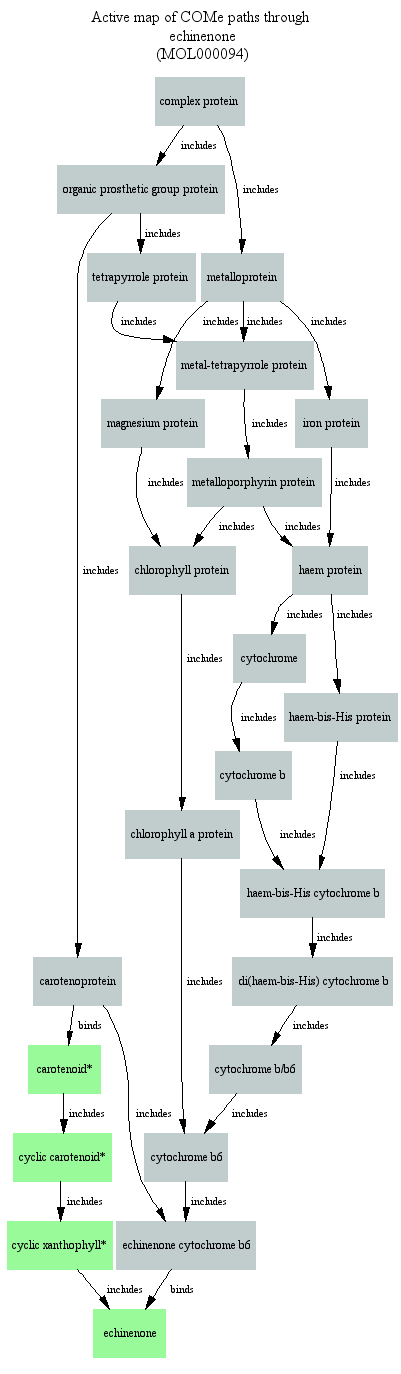 Active map of COMe paths through
echinenone
(MOL000094)
complex protein
includes
organic prosthetic group protein
includes
includes
tetrapyrrole protein
metalloprotein
includes
includes
includes
includes
metal-tetrapyrrole protein
magnesium protein
includes
iron protein
includes
metalloporphyrin protein
includes
includes
includes
includes
chlorophyll protein
haem protein
includes
includes
includes
cytochrome
haem-bis-His protein
includes
cytochrome b
includes
chlorophyll a protein
includes
haem-bis-His cytochrome b
includes
carotenoprotein
di(haem-bis-His) cytochrome b
includes
binds
includes
carotenoid*
cytochrome b/b6
includes
includes
includes
cyclic carotenoid*
cytochrome b6
includes
includes
cyclic xanthophyll*
echinenone cytochrome b6
includes
binds
echinenone